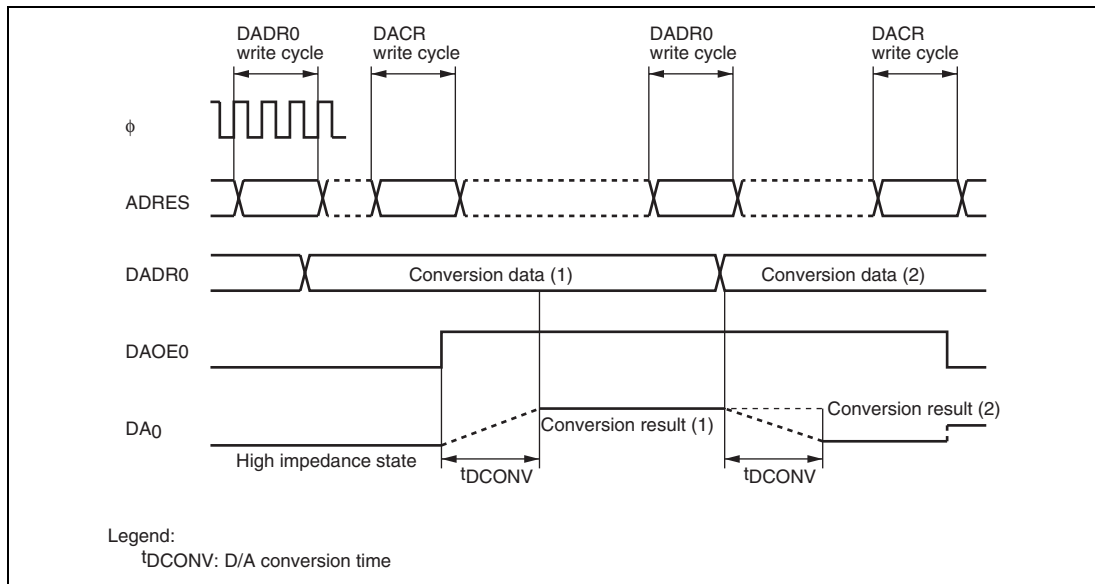 DADR0 write cycle
DACR write cycle
DADR0 write cycle
DACR write cycle
ϕ
ADRES
DADR0
Conversion data (1)
Conversion data (2)
DAOE0
DA0
Conversion result (1)
Conversion result (2)
High impedance state
tDCONV
tDCONV
Legend:
tDCONV: D/A conversion time